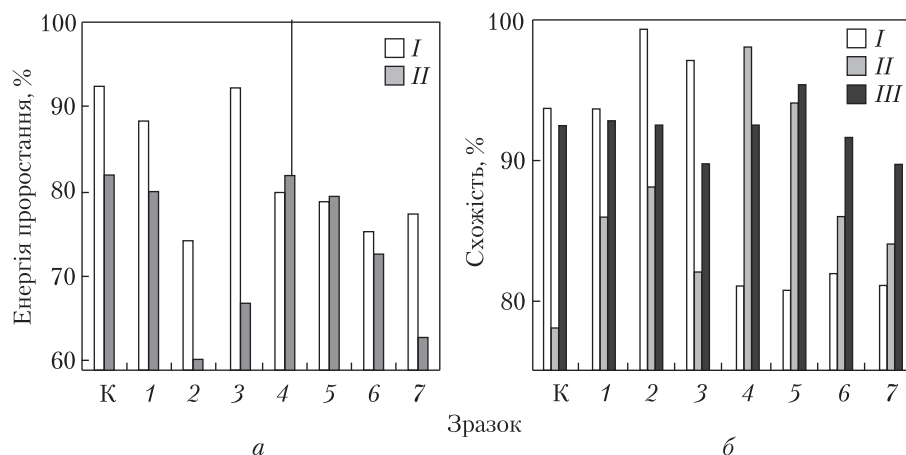 Енергія проростання, %
100
90
80
70
60
I
II
К 1 2 3 4 5 6 7
а
Схожість, %
100
90
80
I
II
III
К 1 2 3 4 5 6 7
б
Зразок